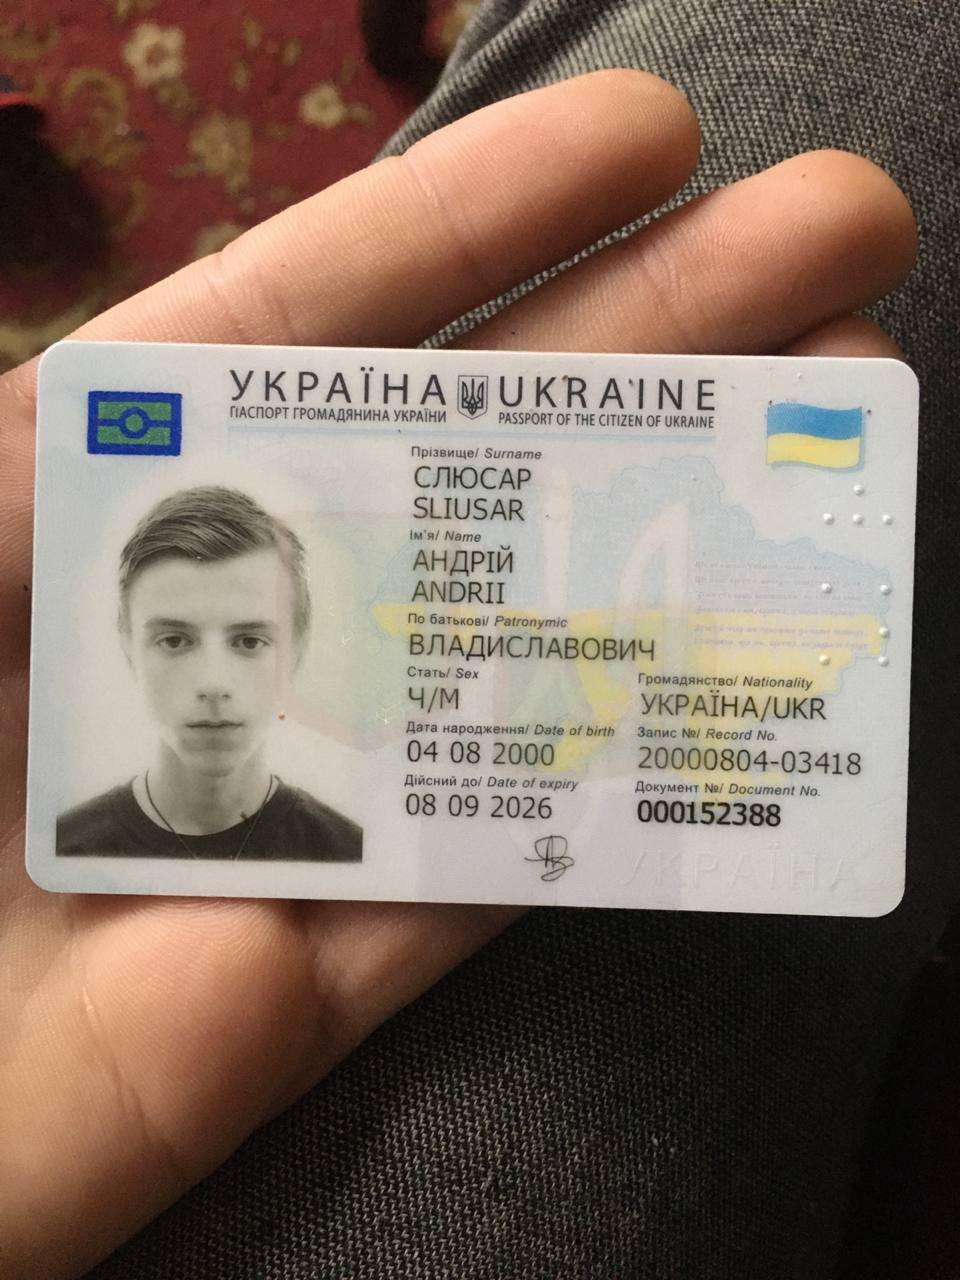 УКРАЇНА UKRAINE
ПАСПОРТ ГРОМАДЯНИНА УКРАЇНИ PASSPORT OF THE CITIZEN OF UKRAINE
Прізвище/ Surname
СЛЮСАР
SLIUSAR
Ім'я/ Name
АНДРІЙ
ANDRII
По батькові/ Patronymic
ВЛАДИСЛАВОВИЧ
Стать/ Sex
Ч/M
Громадянство/ Nationality
УКРАЇНА/UKR
Дата народження/ Date of birth
04 08 2000
Запис №/ Record No.
20000804-03418
Дійсний до/ Date of expiry
08 09 2026
Документ №/ Document No.
000152388
УКРАЇНА